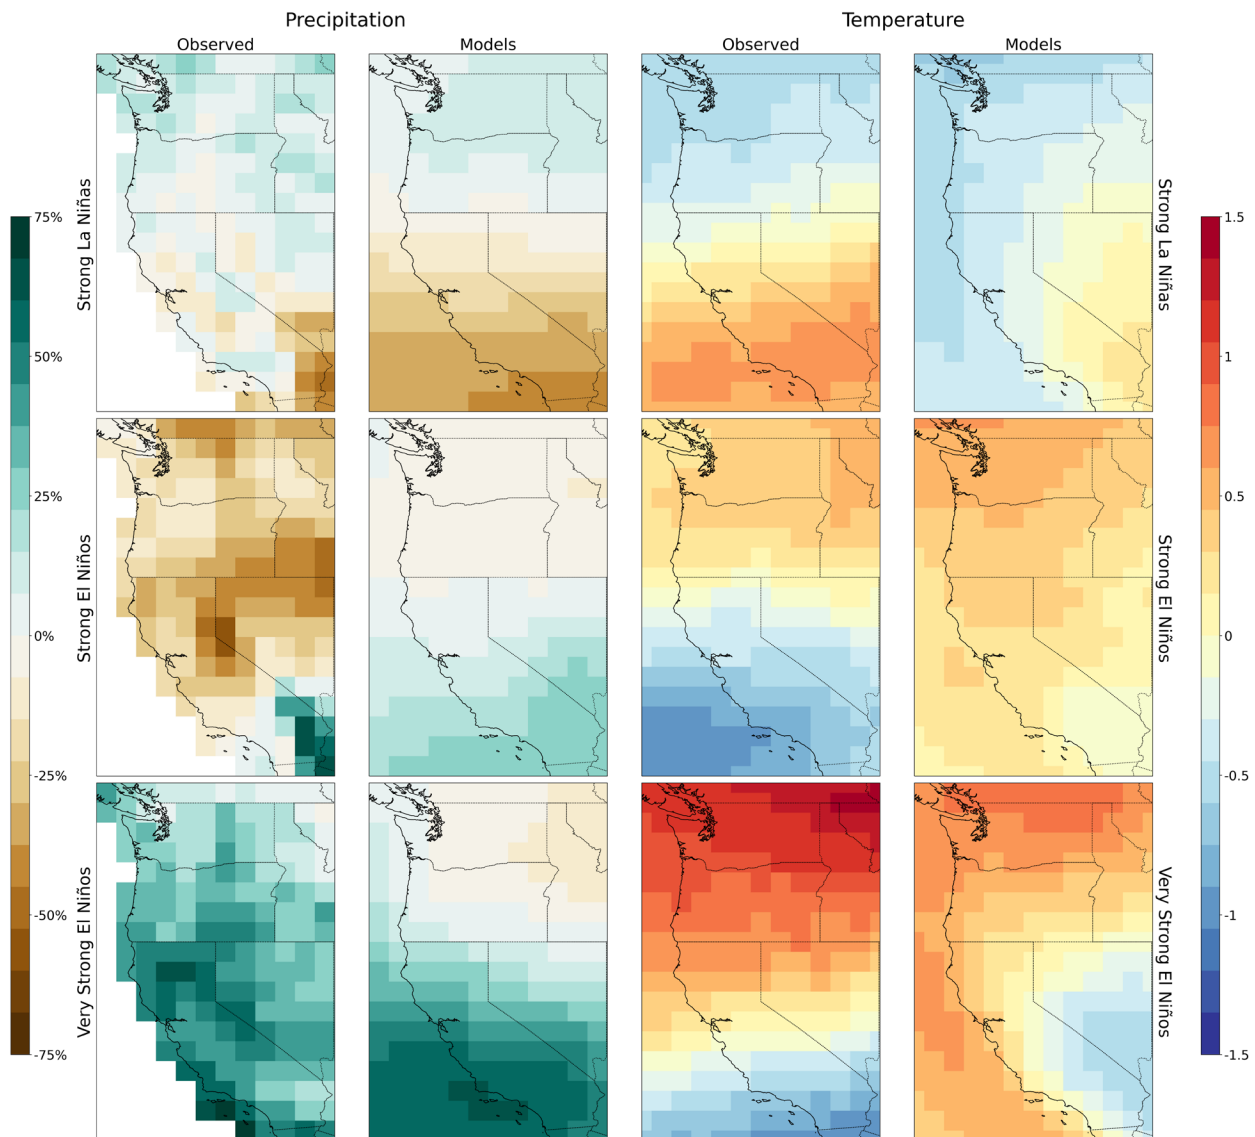 Precipitation
Temperature
Observed
Models
Observed
Models
Strong La Niñas
Strong La Niñas
75%
50%
25%
0%
-25%
-50%
-75%
1.5
1
0.5
0
-0.5
-1
-1.5
Strong El Niños
Strong El Niños
Very Strong El Niños
Very Strong El Niños